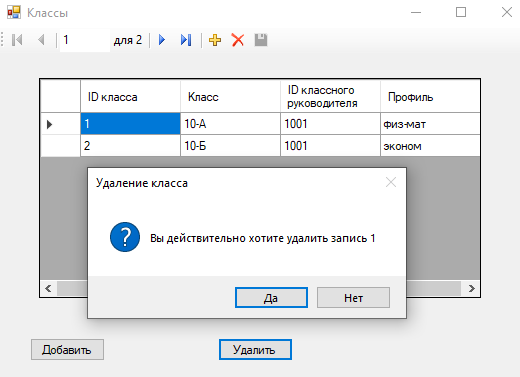 Классы
1 для 2
ID класса Класс ID классного руководителя Профиль
1 10-А 1001 физ-мат
2 10-Б 1001 эконом
Удаление класса
Вы действительно хотите удалить запись 1
Да Нет
Добавить Удалить